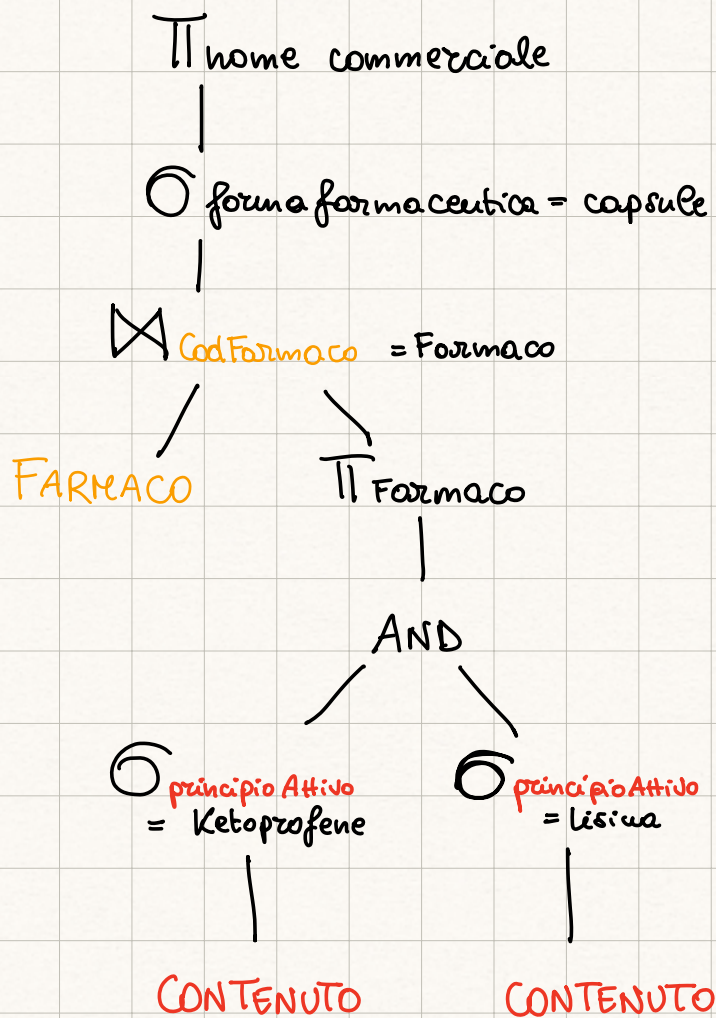 π nome commerciale
σ forma farmaceutica = capsule
⋈ CodFarmaco = Farmaco
FARMACO
π Farmaco
AND
σ principio Attivo
= Ketoprofene
σ principio Attivo
= Lisina
CONTENUTO
CONTENUTO